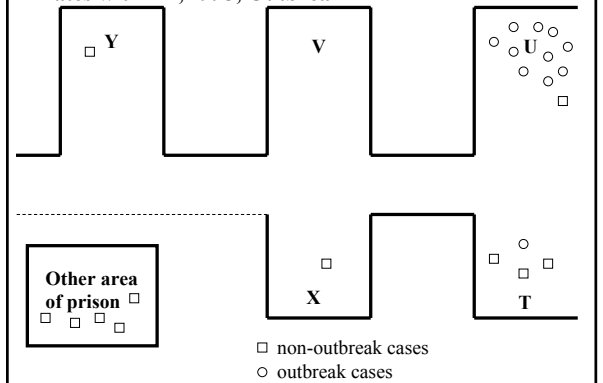 Y
V
U
Other area
of prison
X
T
non-outbreak cases
outbreak cases